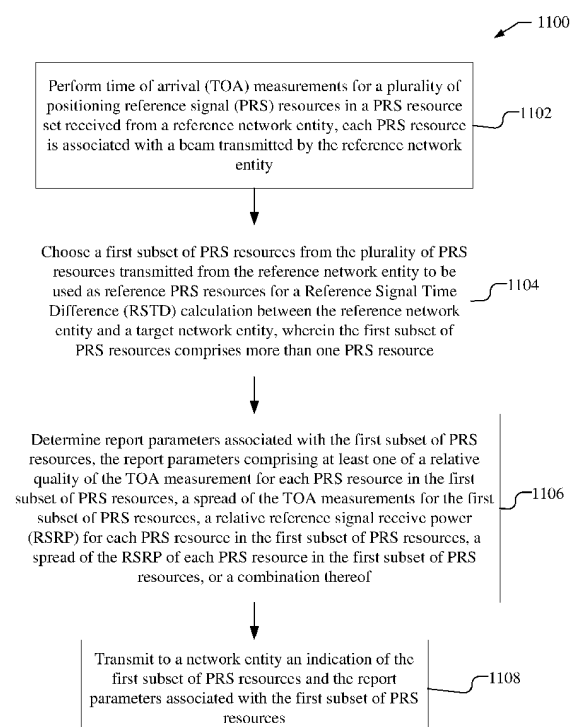 1100
Perform time of arrival (TOA) measurements for a plurality of
positioning reference signal (PRS) resources in a PRS resource
set received from a reference network entity, each PRS resource
is associated with a beam transmitted by the reference network
entity
1102
Choose a first subset of PRS resources from the plurality of PRS
resources transmitted from the reference network entity to be
used as reference PRS resources for a Reference Signal Time
Difference (RSTD) calculation between the reference network
entity and a target network entity, wherein the first subset of
PRS resources comprises more than one PRS resource
1104
Determine report parameters associated with the first subset of PRS
resources, the report parameters comprising at least one of a relative
quality of the TOA measurement for each PRS resource in the first
subset of PRS resources, a spread of the TOA measurements for the first
subset of PRS resources, a relative reference signal receive power
(RSRP) for each PRS resource in the first subset of PRS resources, a
spread of the RSRP of each PRS resource in the first subset of PRS
resources, or a combination thereof
1106
Transmit to a network entity an indication of the
first subset of PRS resources and the report
parameters associated with the first subset of PRS
resources
1108